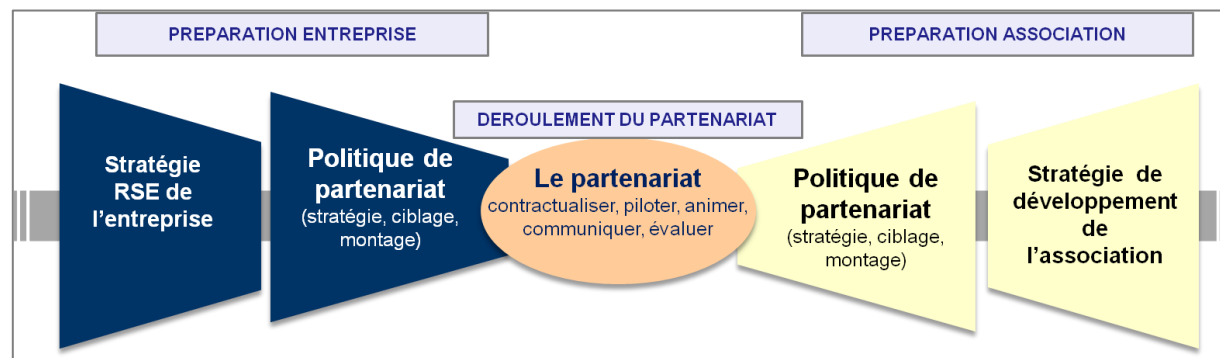 PREPARATION ENTREPRISE
PREPARATION ASSOCIATION
DEROULEMENT DU PARTENARIAT
Stratégie
RSE de
l'entreprise
Politique de
partenariat
(stratégie, ciblage,
montage)
Le partenariat
contractualiser, piloter, animer,
communiquer, évaluer
Politique de
partenariat
(stratégie, ciblage,
montage)
Stratégie de
développement
de
l'association